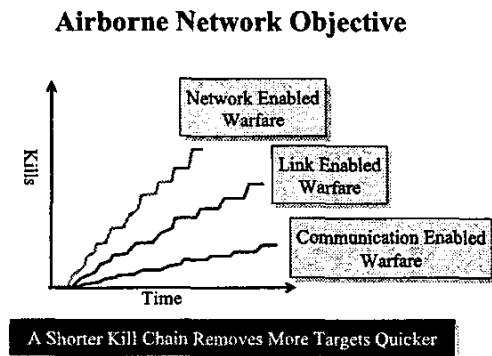 Airborne Network Objective
Network Enabled
Warfare
Link Enabled
Warfare
Kills
Communication Enabled
Warfare
Time
A Shorter Kill Chain Removes More Targets Quicker